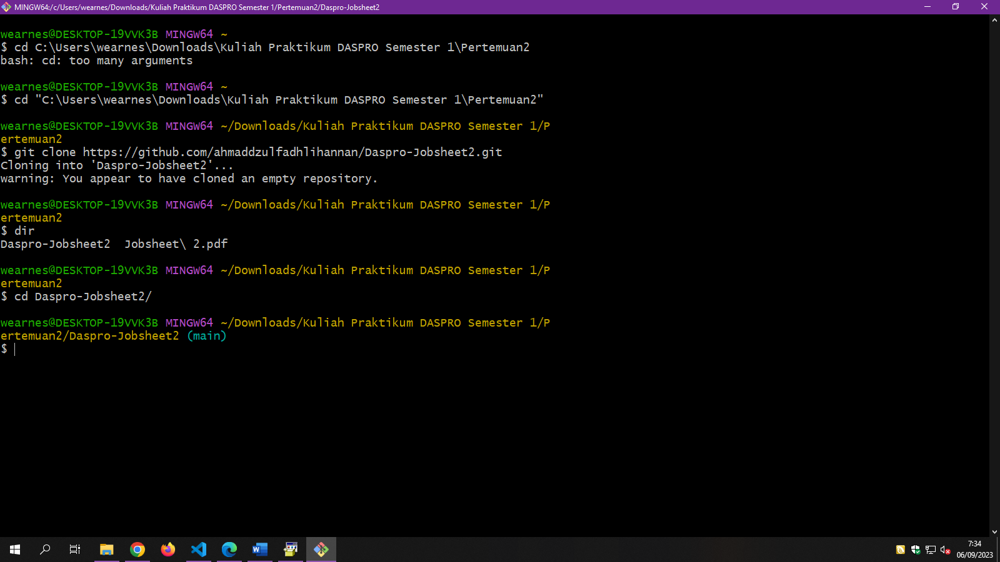 MINGW64:/c/Users/wearnes/Downloads/Kuliah Praktikum DASPRO Semester 1/Pertemuan2/Daspro-Jobsheet2
wearnes@DESKTOP-19VVK3B MINGW64 ~
$ cd C:\Users\wearnes\Downloads\Kuliah Praktikum DASPRO Semester 1\Pertemuan2
bash: cd: too many arguments
wearnes@DESKTOP-19VVK3B MINGW64 ~
$ cd "C:\Users\wearnes\Downloads\Kuliah Praktikum DASPRO Semester 1\Pertemuan2"
wearnes@DESKTOP-19VVK3B MINGW64 ~/Downloads/Kuliah Praktikum DASPRO Semester 1/P
ertemuan2
$ git clone https://github.com/ahmaddzulfadhlihannan/Daspro-Jobsheet2.git
Cloning into 'Daspro-Jobsheet2'...
warning: You appear to have cloned an empty repository.
wearnes@DESKTOP-19VVK3B MINGW64 ~/Downloads/Kuliah Praktikum DASPRO Semester 1/P
ertemuan2
$ dir
Daspro-Jobsheet2  Jobsheet\ 2.pdf
wearnes@DESKTOP-19VVK3B MINGW64 ~/Downloads/Kuliah Praktikum DASPRO Semester 1/P
ertemuan2
$ cd Daspro-Jobsheet2/
wearnes@DESKTOP-19VVK3B MINGW64 ~/Downloads/Kuliah Praktikum DASPRO Semester 1/P
ertemuan2/Daspro-Jobsheet2 (main)
$
7:34
06/09/2023